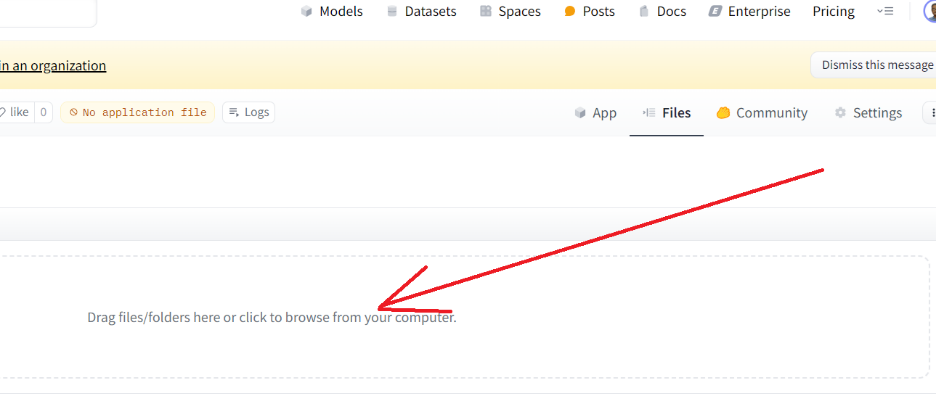 Models Datasets Spaces Posts Docs Enterprise Pricing
in an organization Dismiss this message
like 0 No application file Logs App Files Community Settings
Drag files/folders here or click to browse from your computer.